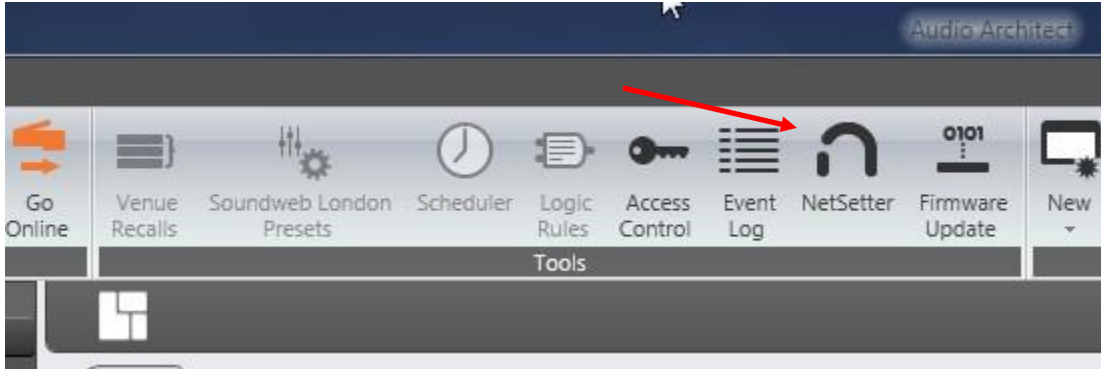 Audio Architect
0101
Go
Online
Venue
Recalls
Soundweb London
Presets
Scheduler
Logic
Rules
Access
Control
Event
Log
NetSetter
Firmware
Update
New
Tools